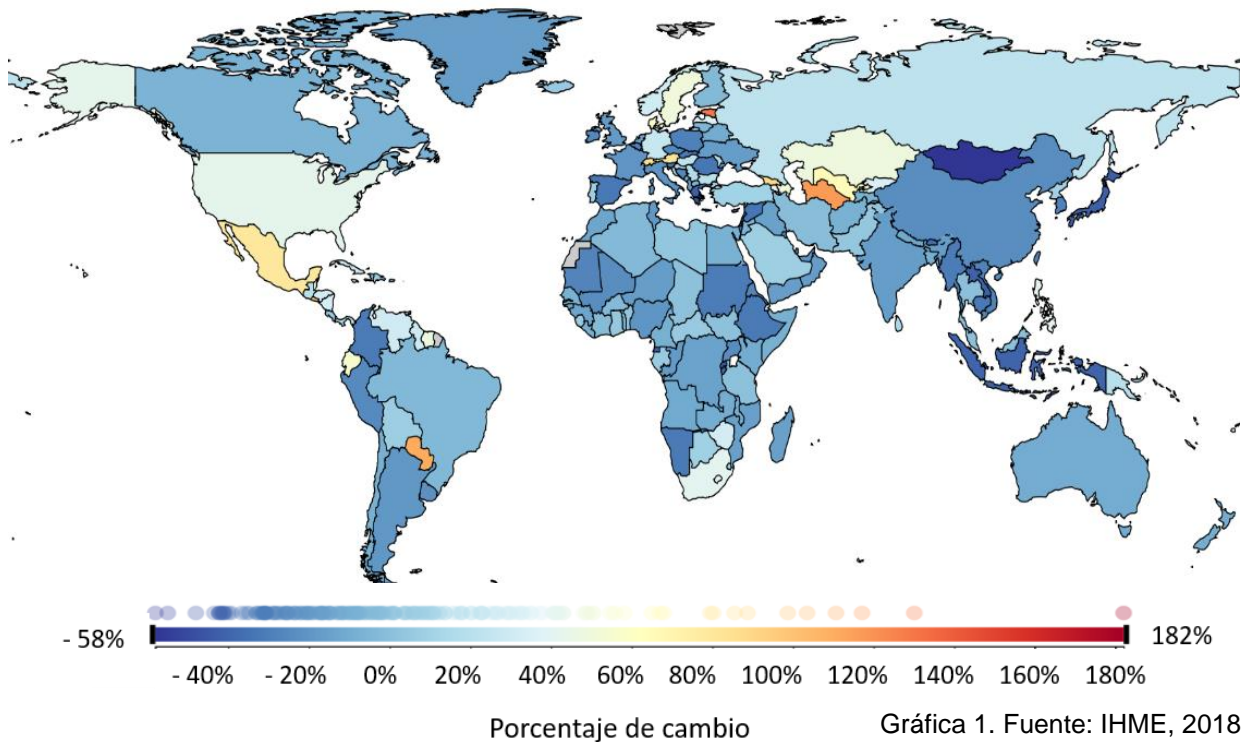 - 58%
182%
- 40% - 20% 0% 20% 40% 60% 80% 100% 120% 140% 160% 180%
Porcentaje de cambio
Gráfica 1. Fuente: IHME, 2018